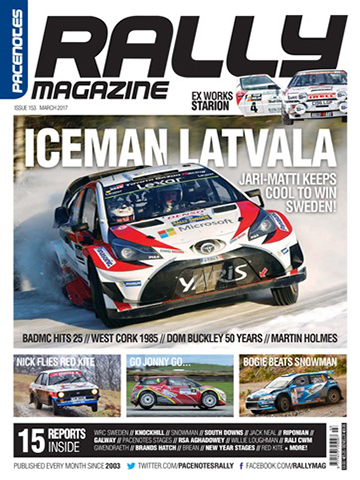 PACENOTES
RALLY
MAGAZINE
ISSUE 153 MARCH 2017
EX WORKS
STARION
4
ICEMAN LATVALA
JARI-MATTI KEEPS
COOL TO WIN
SWEDEN!
Lexar
DENSO
Microsoft
YARIS
BADMC HITS 25 // WEST CORK 1985 // DOM BUCKLEY 50 YEARS // MARTIN HOLMES
NICK FLIES RED KITE
GO JONNY GO...
BOGIE BEATS SNOWMAN
15 REPORTS
INSIDE
WRC SWEDEN // KNOCKHILL // SNOWMAN // SOUTH DOWNS // JACK NEAL // RIPONIAN //
GALWAY // PACENOTES STAGES // RSA AGHADOWEY // WILLIE LOUGHMAN // RALI CWM
GWENDRAETH // BRANDS HATCH // BREAN // NEW YEAR STAGES // RED KITE + MORE!
PUBLISHED EVERY MONTH SINCE 2003
TWITTER.COM/PACENOTESRALLY
FACEBOOK.COM/RALLYMAG